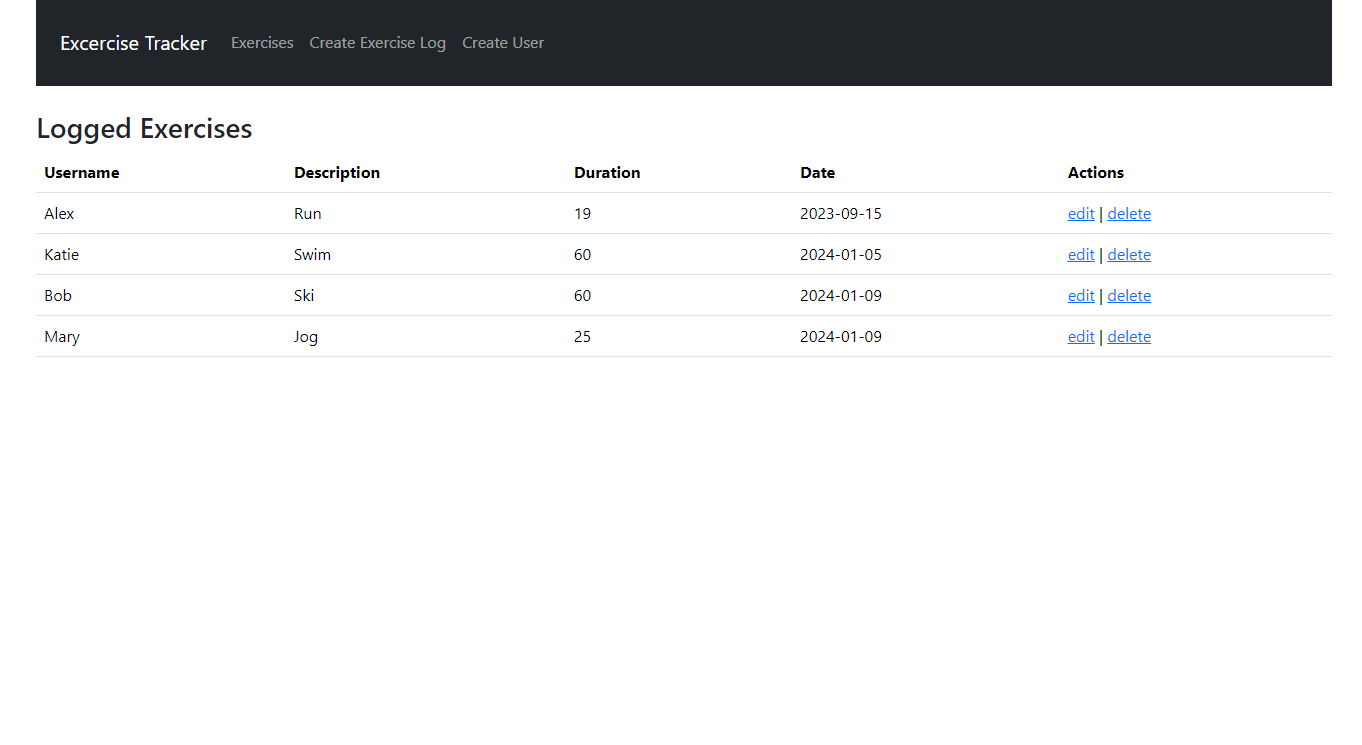 Excercise Tracker Exercises Create Exercise Log Create User
Logged Exercises
Username Description Duration Date Actions
Alex Run 19 2023-09-15 edit | delete
Katie Swim 60 2024-01-05 edit | delete
Bob Ski 60 2024-01-09 edit | delete
Mary Jog 25 2024-01-09 edit | delete